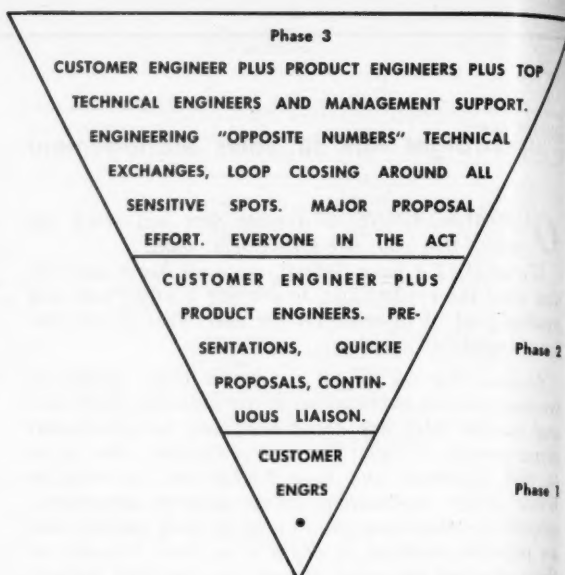 Phase 3
CUSTOMER ENGINEER PLUS PRODUCT ENGINEERS PLUS TOP
TECHNICAL ENGINEERS AND MANAGEMENT SUPPORT.
ENGINEERING "OPPOSITE NUMBERS" TECHNICAL
EXCHANGES, LOOP CLOSING AROUND ALL
SENSITIVE SPOTS. MAJOR PROPOSAL
EFFORT. EVERYONE IN THE ACT
CUSTOMER ENGINEER PLUS
PRODUCT ENGINEERS. PRE-
SENTATIONS, QUICKIE
Phase 2
PROPOSALS, CONTIN-
UOUS LIAISON.
CUSTOMER
ENGRS
Phase 1